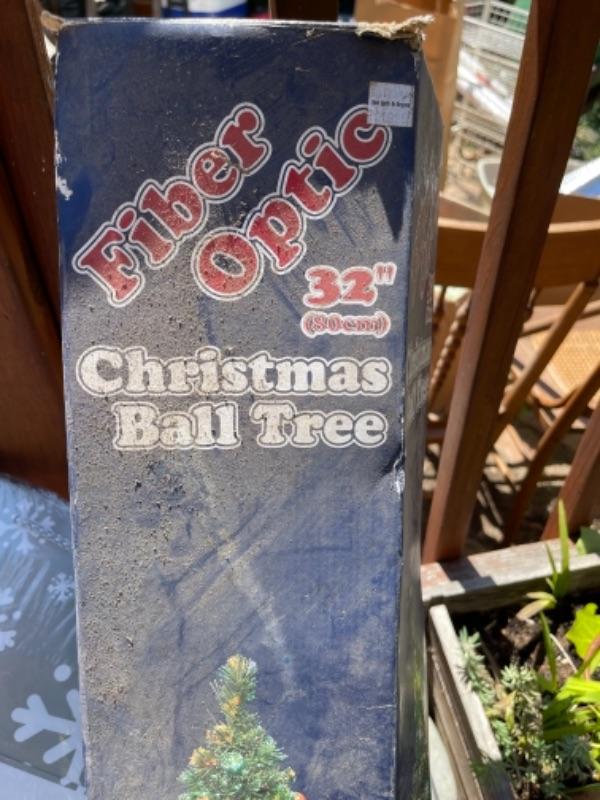 Fiber
Optic
32"
(80cm)
Christmas
Ball Tree